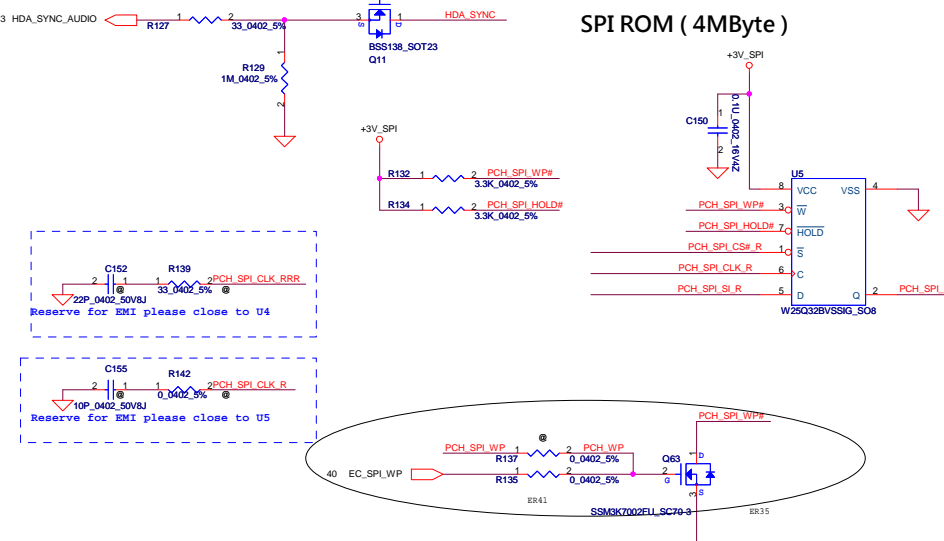 3 HDA_SYNC_AUDIO
1
R127
2
33_0402_5%
3
S
D
1
HDA_SYNC
BSS138_SOT23
Q11
1
R129
1M_0402_5%
2
SPI ROM ( 4MByte )
+3V_SPI
C150
1
2
0.1U_0402_16V4Z
+3V_SPI
R132
1
2
PCH_SPI_WP#
3.3K_0402_5%
R134
1
2
PCH_SPI_HOLD#
3.3K_0402_5%
U5
8
VCC
VSS
4
PCH_SPI_WP#
3
W
PCH_SPI_HOLD#
7
HOLD
PCH_SPI_CS#_R
1
S
PCH_SPI_CLK_R
6
C
PCH_SPI_SI_R
5
D
Q
2
PCH_SPI_
W25Q32BVSSIG_SO8
C152
R139
2
1
1
2
PCH_SPI_CLK_RRR
@
33_0402_5%
@
22P_0402_50V8J
Reserve for EMI please close to U4
C155
R142
2
1
1
2
PCH_SPI_CLK_R
@
0_0402_5%
@
10P_0402_50V8J
Reserve for EMI please close to U5
PCH_SPI_WP#
@
PCH_SPI_WP
1
2
PCH_WP
R137
0_0402_5%
40 EC_SPI_WP
1
2
R135
0_0402_5%
Q63
2
G
1
D
3
S
ER41
SSM3K7002FU_SC70-3
ER35